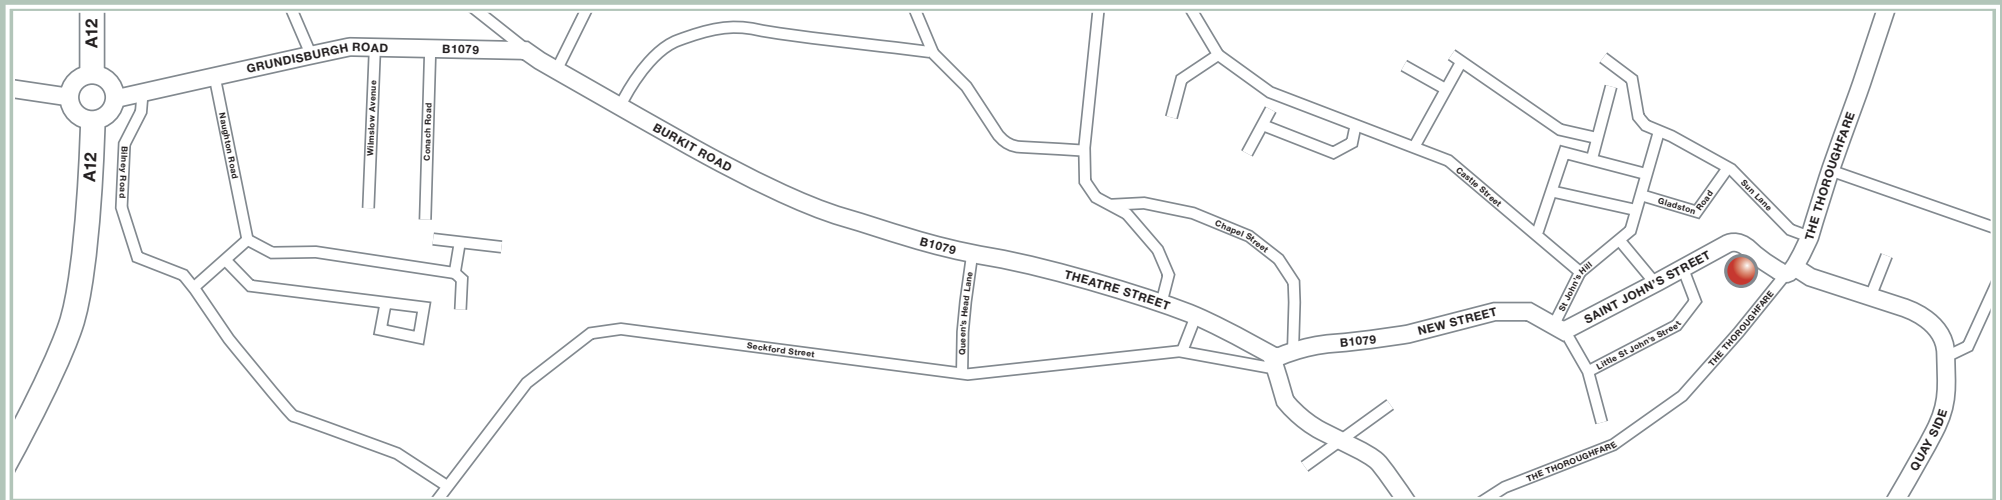 A12
GRUNDISBURGH ROAD
B1079
A12
Bilney Road
Naughton Road
Wilmslow Avenue
Conach Road
BURKIT ROAD
B1079
THEATRE STREET
Queen's Head Lane
Seckford Street
Chapel Street
B1079
NEW STREET
Castle Street
St John's Hill
SAINT JOHN'S STREET
Little St John's Street
Gladston Road
Sun Lane
THE THOROUGHFARE
THE THOROUGHFARE
THE THOROUGHFARE
QUAY SIDE